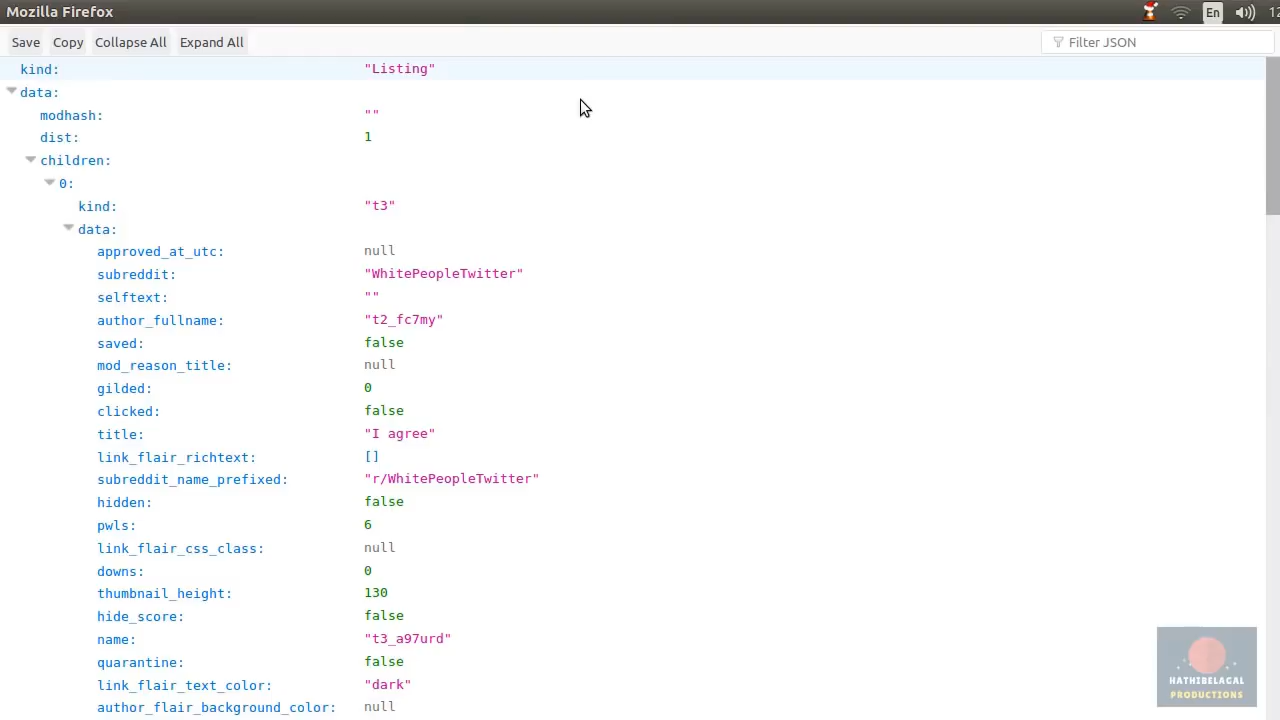 Mozilla Firefox En 12
Save Copy Collapse All Expand All Filter JSON
kind: "Listing"
data:
modhash: ""
dist: 1
children:
0:
kind: "t3"
data:
approved_at_utc: null
subreddit: "WhitePeopleTwitter"
selftext: ""
author_fullname: "t2_fc7my"
saved: false
mod_reason_title: null
gilded: 0
clicked: false
title: "I agree"
link_flair_richtext: []
subreddit_name_prefixed: "r/WhitePeopleTwitter"
hidden: false
pwls: 6
link_flair_css_class: null
downs: 0
thumbnail_height: 130
hide_score: false
name: "t3_a97urd"
quarantine: false
link_flair_text_color: "dark"
author_flair_background_color: null
HATHIBELAGAL
PRODUCTIONS